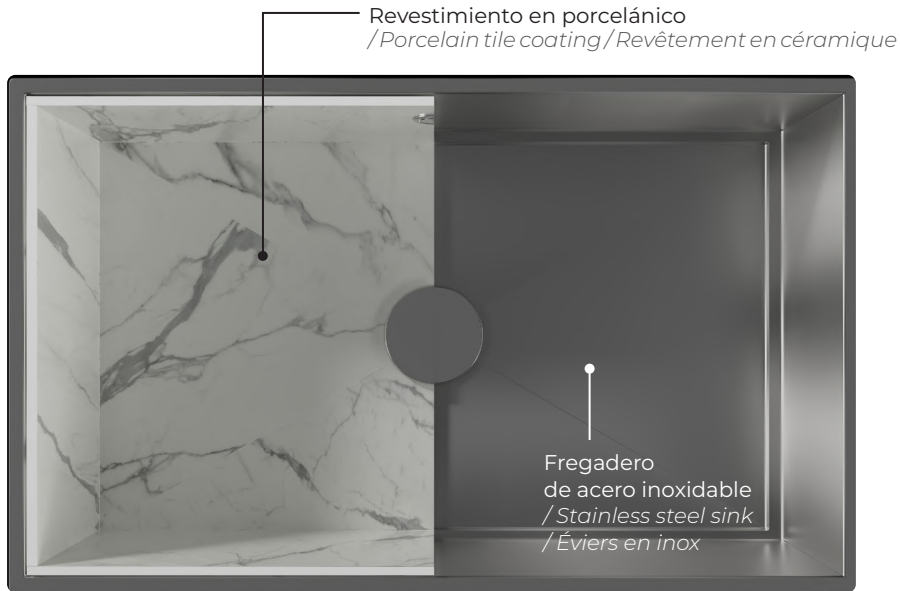 Revestimiento en porcelánico
/Porcelain tile coating/Revêtement en céramique
Fregadero
de acero inoxidable
/ Stainless steel sink
/ Éviers en inox